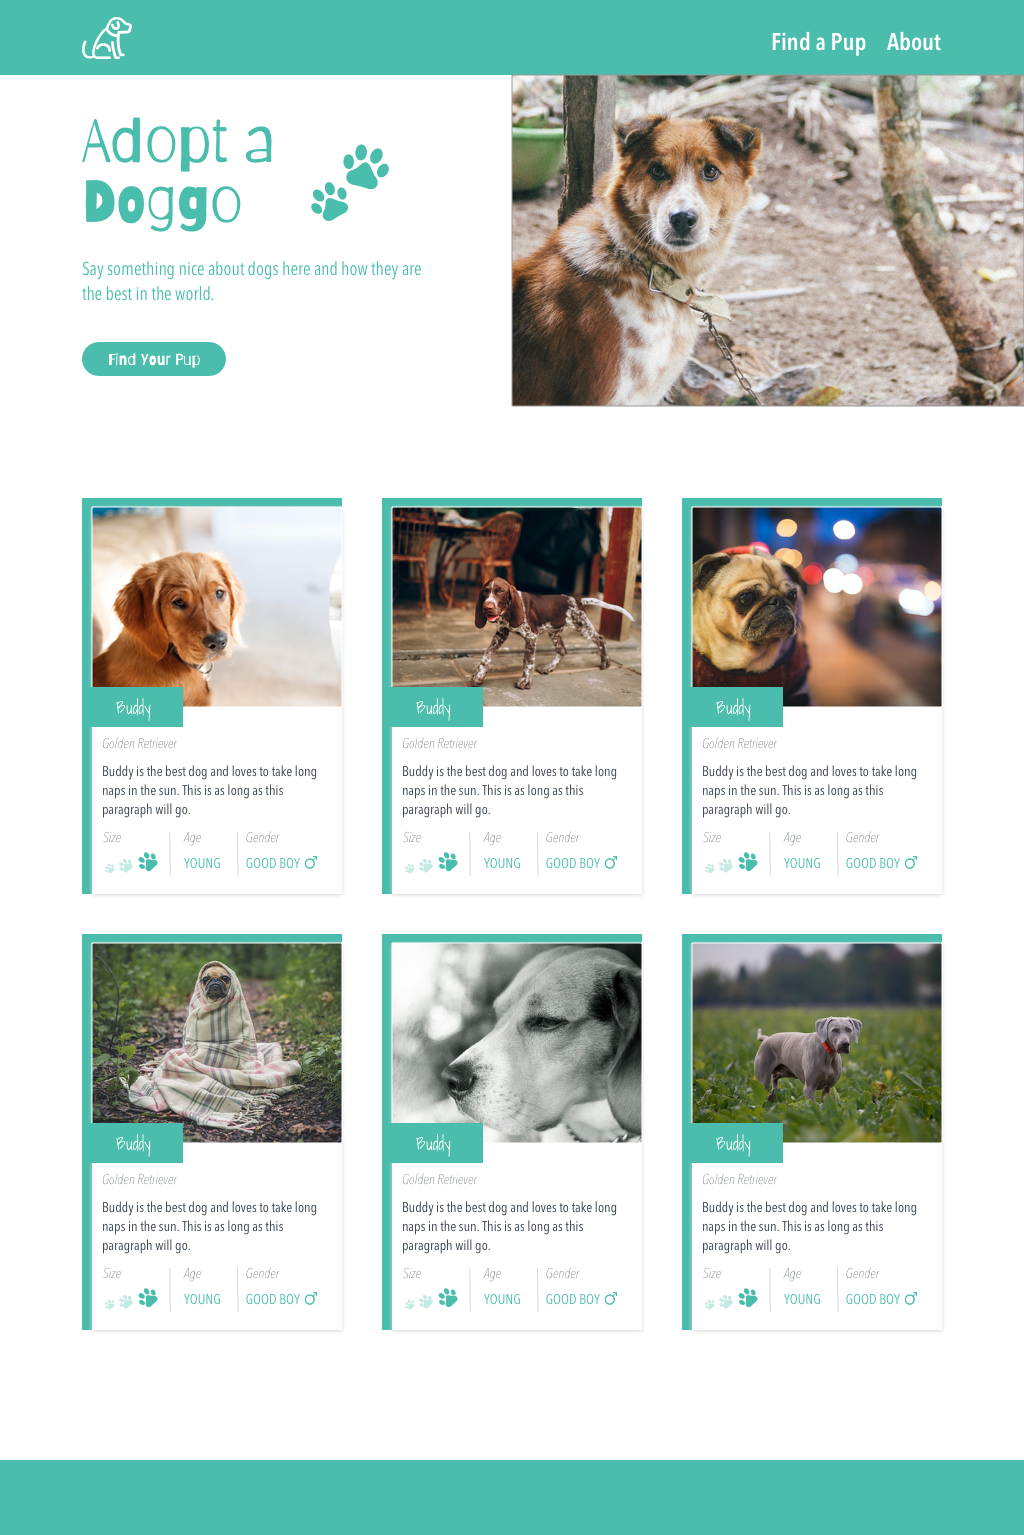 Find a Pup About
Adopt a
Doggo
Say something nice about dogs here and how they are
the best in the world.
Find Your Pup
Buddy
Golden Retriever
Buddy is the best dog and loves to take long
naps in the sun. This is as long as this
paragraph will go.
Size Age Gender
YOUNG GOOD BOY
Buddy
Golden Retriever
Buddy is the best dog and loves to take long
naps in the sun. This is as long as this
paragraph will go.
Size Age Gender
YOUNG GOOD BOY
Buddy
Golden Retriever
Buddy is the best dog and loves to take long
naps in the sun. This is as long as this
paragraph will go.
Size Age Gender
YOUNG GOOD BOY
Buddy
Golden Retriever
Buddy is the best dog and loves to take long
naps in the sun. This is as long as this
paragraph will go.
Size Age Gender
YOUNG GOOD BOY
Buddy
Golden Retriever
Buddy is the best dog and loves to take long
naps in the sun. This is as long as this
paragraph will go.
Size Age Gender
YOUNG GOOD BOY
Buddy
Golden Retriever
Buddy is the best dog and loves to take long
naps in the sun. This is as long as this
paragraph will go.
Size Age Gender
YOUNG GOOD BOY